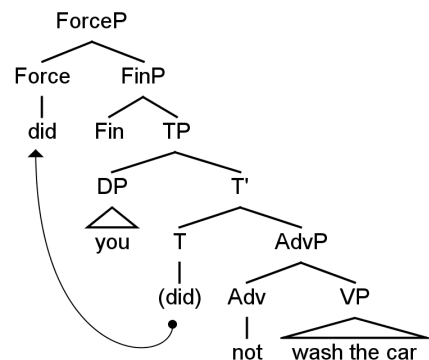 ForceP
Force FinP
did Fin TP
DP T'
you T AdvP
(did) Adv VP
not wash the car